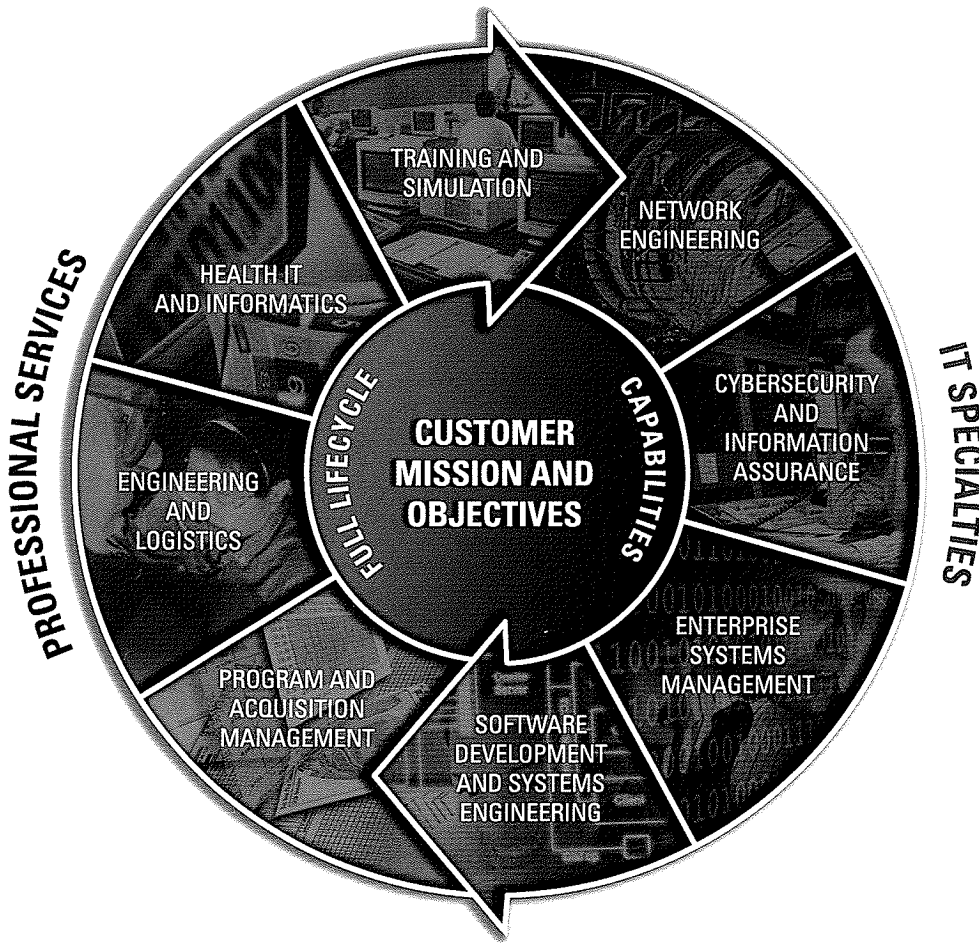 TRAINING AND
SIMULATION
NETWORK
ENGINEERING
HEALTH IT
AND INFORMATICS
CYBERSECURITY
AND
INFORMATION
ASSURANCE
PROFESSIONAL SERVICES
IT SPECIALTIES
FULL LIFECYCLE
CAPABILITIES
CUSTOMER
MISSION AND
OBJECTIVES
ENGINEERING
AND
LOGISTICS
ENTERPRISE
SYSTEMS
MANAGEMENT
PROGRAM AND
ACQUISITION
MANAGEMENT
SOFTWARE
DEVELOPMENT
AND SYSTEMS
ENGINEERING